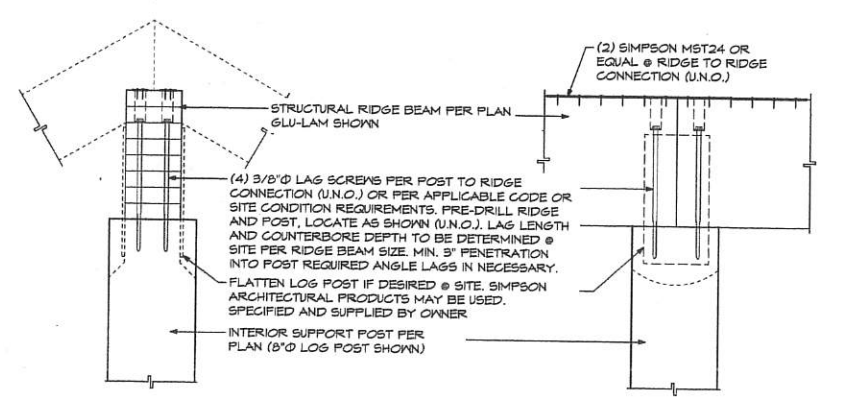 (2) SIMPSON MST24 OR
EQUAL @ RIDGE TO RIDGE
CONNECTION (U.N.O.)
STRUCTURAL RIDGE BEAM PER PLAN
GLU-LAM SHOWN
(4) 3/8"Φ LAG SCREWS PER POST TO RIDGE
CONNECTION (U.N.O.) OR PER APPLICABLE CODE OR
SITE CONDITION REQUIREMENTS. PRE-DRILL RIDGE
AND POST, LOCATE AS SHOWN (U.N.O.). LAG LENGTH
AND COUNTERBORE DEPTH TO BE DETERMINED @
SITE PER RIDGE BEAM SIZE. MIN. 3" PENETRATION
INTO POST REQUIRED ANGLE LAGS IN NECESSARY.
FLATTEN LOG POST IF DESIRED @ SITE. SIMPSON
ARCHITECTURAL PRODUCTS MAY BE USED.
SPECIFIED AND SUPPLIED BY OWNER
INTERIOR SUPPORT POST PER
PLAN (8"Φ LOG POST SHOWN)